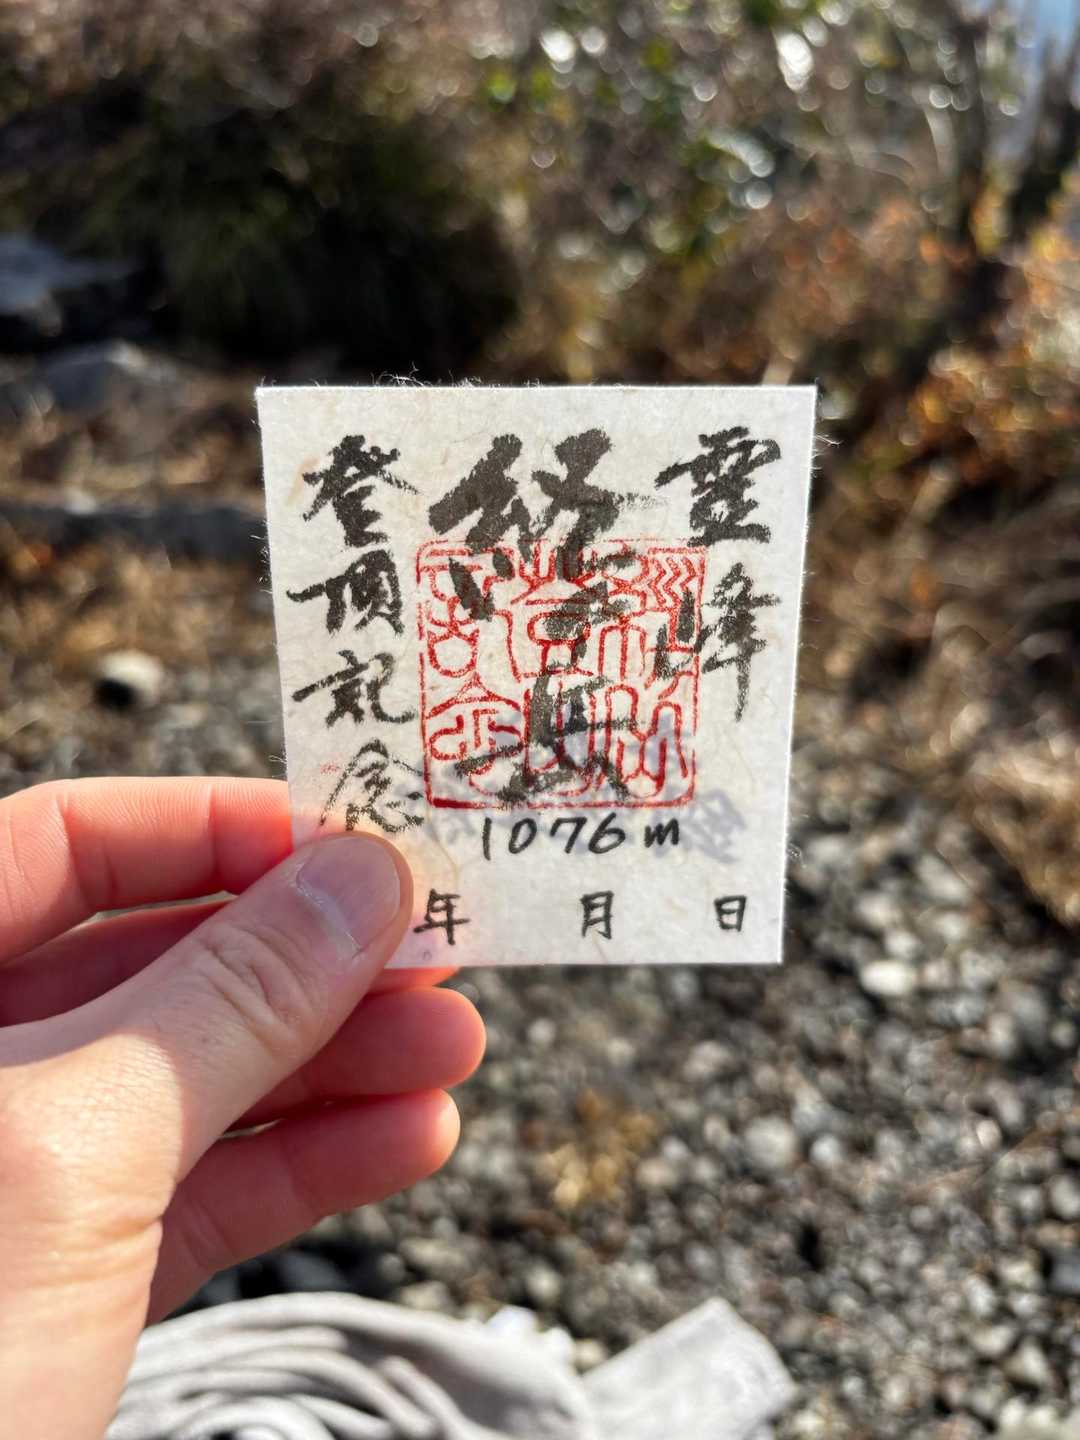 霊峰
経ヶ岳
登頂記念
1076m
年 月 日